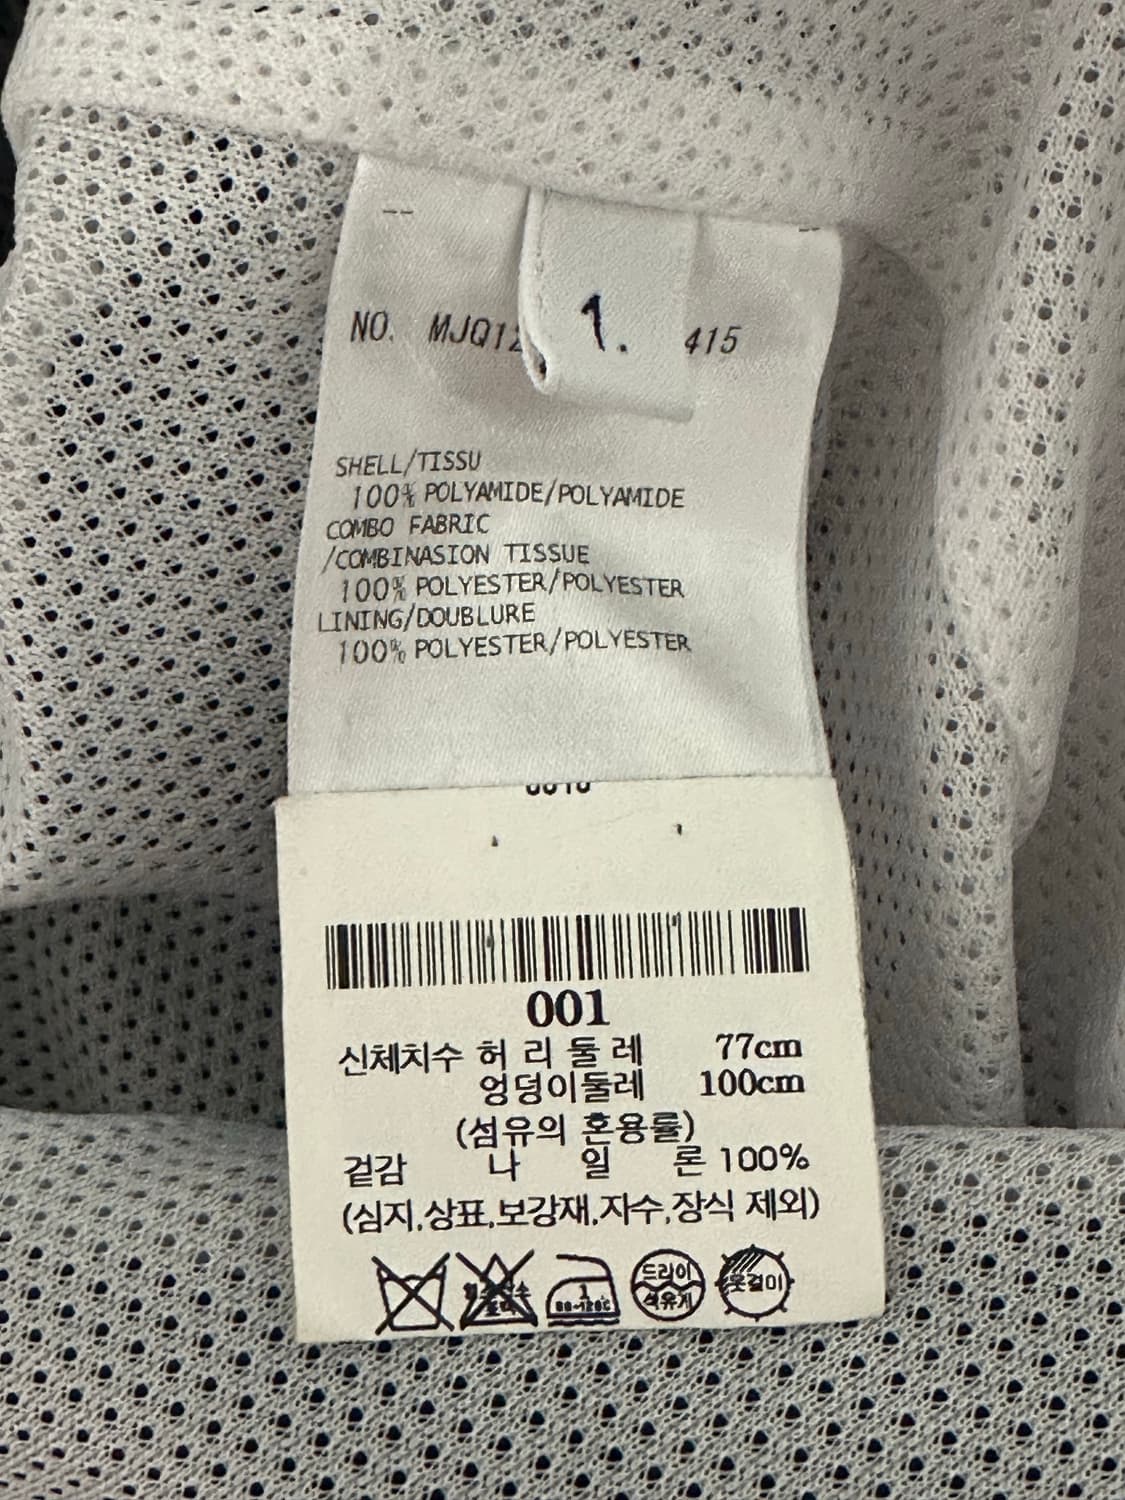 NO. MJQ12 1. 415
SHELL/TISSU
100% POLYAMIDE/POLYAMIDE
COMBO FABRIC
/COMBINASION TISSUE
100% POLYESTER/POLYESTER
LINING/DOUBLURE
100% POLYESTER/POLYESTER
001
신체치수 허 리 둘 레 77cm
엉덩이둘레 100cm
(섬유의 혼용률)
겉감 나 일 론 100%
(심지,상표,보강재,자수,장식 제외)
1 80~120℃ 드라이 옷걸이
석유계